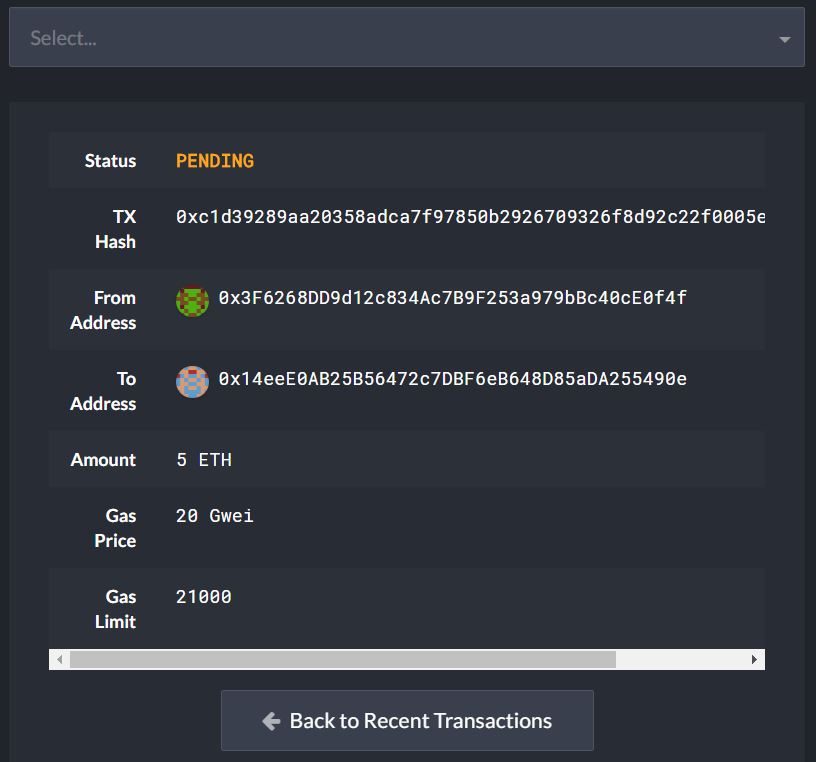 Select...
Status PENDING
TX 0xc1d39289aa20358adca7f97850b2926709326f8d92c22f0005e
Hash
From 0x3F6268DD9d12c834Ac7B9F253a979bBc40cE0f4f
Address
To 0x14eeE0AB25B56472c7DBF6eB648D85aDA255490e
Address
Amount 5 ETH
Gas 20 Gwei
Price
Gas 21000
Limit
Back to Recent Transactions